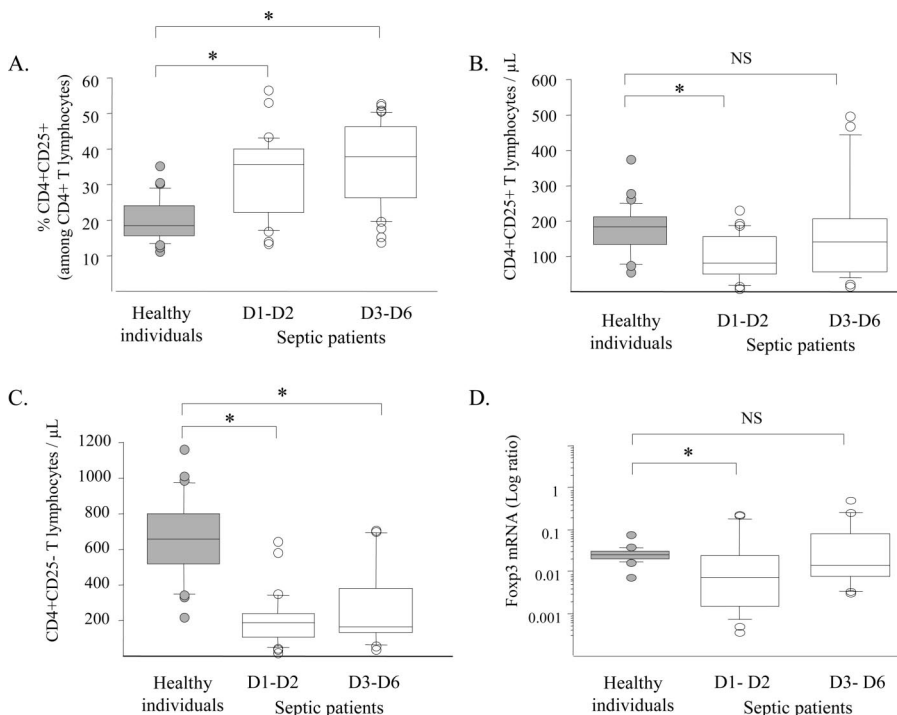 A.
*
*
% CD4+CD25+
(among CD4+ T lymphocytes)
60
50
40
30
20
10
Healthy
individuals
D1-D2
D3-D6
Septic patients
B.
NS
*
CD4+CD25+ T lymphocytes / µL
600
500
400
300
200
100
Healthy
individuals
D1-D2
D3-D6
Septic patients
C.
*
*
CD4+CD25- T lymphocytes / µL
1200
1000
800
600
400
200
Healthy
individuals
D1-D2
D3-D6
Septic patients
D.
NS
*
Foxp3 mRNA (Log ratio)
1
0.1
0.01
0.001
Healthy
individuals
D1- D2
D3- D6
Septic patients